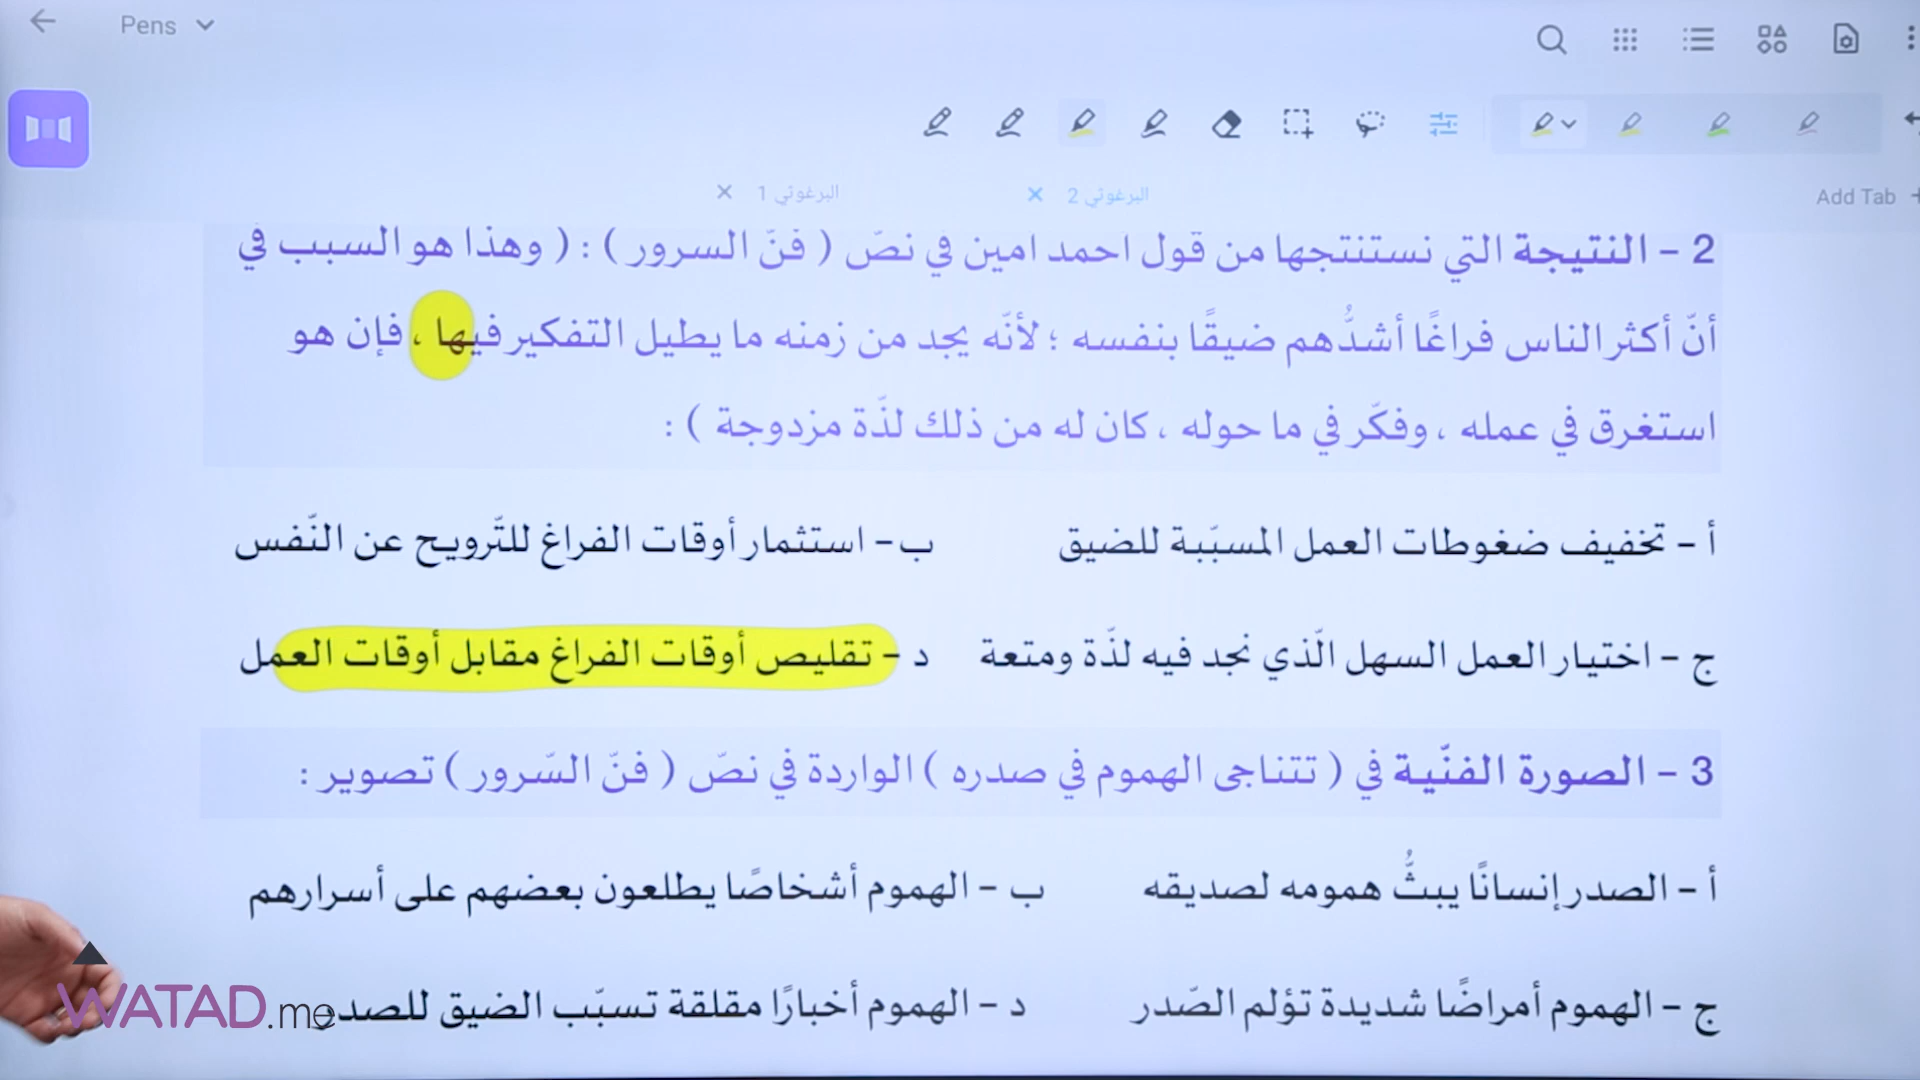 Pens
البرغوثي 1
البرغوثي 2
Add Tab
2 - النتيجة التي نستنتجها من قول احمد امين في نصّ ( فنّ السرور ) : ( وهذا هو السبب في
أنّ أكثر الناس فراغًا أشدُّهم ضيقًا بنفسه ؛ لأنّه يجد من زمنه ما يطيل التفكير فيها ، فإن هو
استغرق في عمله ، وفكّر في ما حوله ، كان له من ذلك لذّة مزدوجة ) :
أ - تخفيف ضغوطات العمل المسبّبة للضيق ب - استثمار أوقات الفراغ للتّرويح عن النّفس
ج - اختيار العمل السهل الّذي نجد فيه لذّة ومتعة د - تقليص أوقات الفراغ مقابل أوقات العمل
3 - الصورة الفنّية في ( تتناجى الهموم في صدره ) الواردة في نصّ ( فنّ السّرور ) تصوير :
أ - الصدر إنسانًا يبثُّ همومه لصديقه ب - الهموم أشخاصًا يطلعون بعضهم على أسرارهم
ج - الهموم أمراضًا شديدة تؤلم الصّدر د - الهموم أخبارًا مقلقة تسبّب الضيق للصدر
WATAD.me